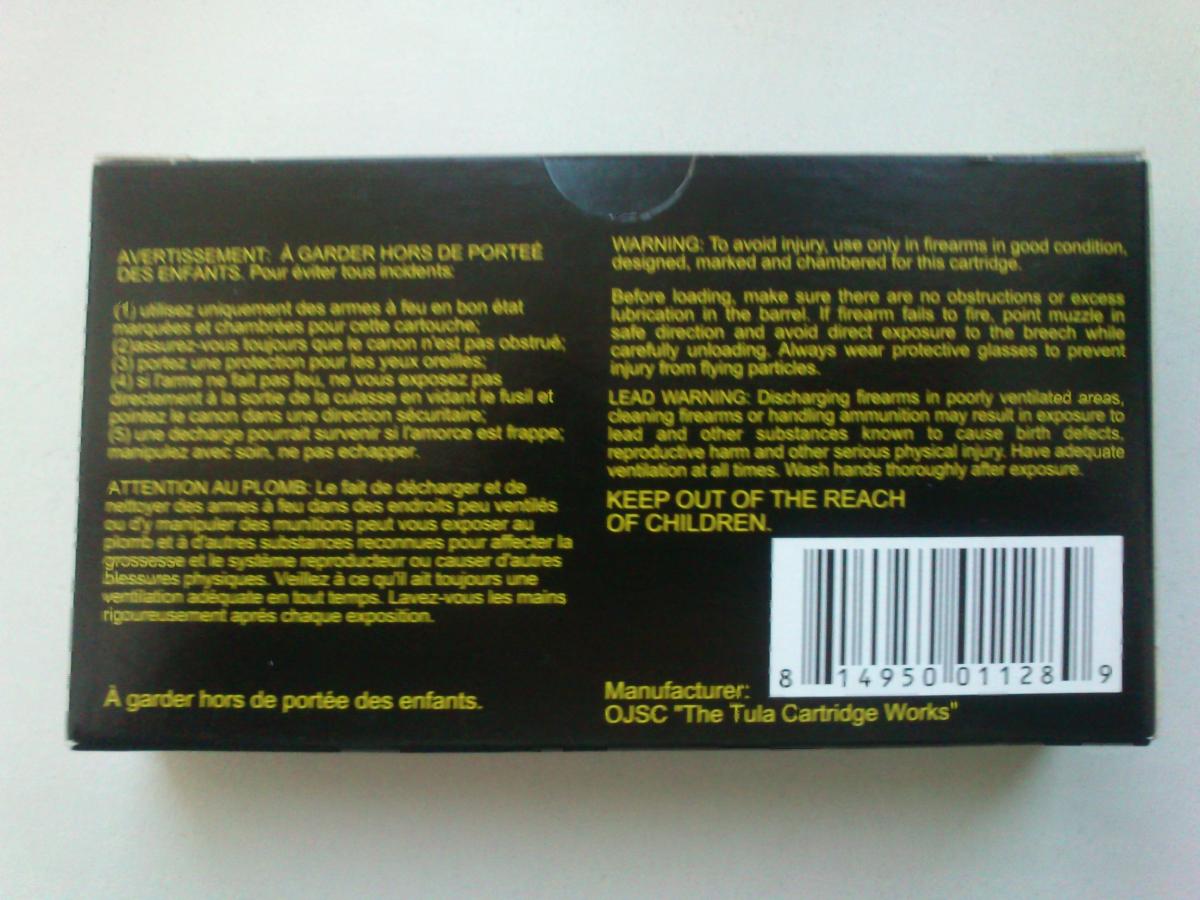 AVERTISSEMENT: À GARDER HORS DE PORTEÉ
DES ENFANTS. Pour éviter tous incidents:
(1) utilisez uniquement des armes à feu en bon état
marquées et chambrées pour cette cartouche;
(2)assurez-vous toujours que le canon n'est pas obstrué;
(3) portez une protection pour les yeux oreilles;
(4) si l'arme ne fait pas feu, ne vous exposez pas
directement à la sortie de la culasse en vidant le fusil et
pointez le canon dans une direction sécuritaire;
(5) une decharge pourrait survenir si l'amorce est frappe;
manipulez avec soin, ne pas echapper.
ATTENTION AU PLOMB: Le fait de décharger et de
nettoyer des armes à feu dans des endroits peu ventilés
ou d'y manipuler des munitions peut vous exposer au
plomb et à d'autres substances reconnues pour affecter la
grossesse et le système reproducteur ou causer d'autres
blessures physiques. Veillez à ce qu'il ait toujours une
ventilation adéquate en tout temps. Lavez-vous les mains
rigoureusement après chaque exposition.
À garder hors de portée des enfants.
WARNING: To avoid injury, use only in firearms in good condition,
designed, marked and chambered for this cartridge.
Before loading, make sure there are no obstructions or excess
lubrication in the barrel. If firearm fails to fire, point muzzle in
safe direction and avoid direct exposure to the breech while
carefully unloading. Always wear protective glasses to prevent
injury from flying particles.
LEAD WARNING: Discharging firearms in poorly ventilated areas,
cleaning firearms or handling ammunition may result in exposure to
lead and other substances known to cause birth defects,
reproductive harm and other serious physical injury. Have adequate
ventilation at all times. Wash hands thoroughly after exposure.
KEEP OUT OF THE REACH
OF CHILDREN.
8 14950 01128 9
Manufacturer:
OJSC "The Tula Cartridge Works"